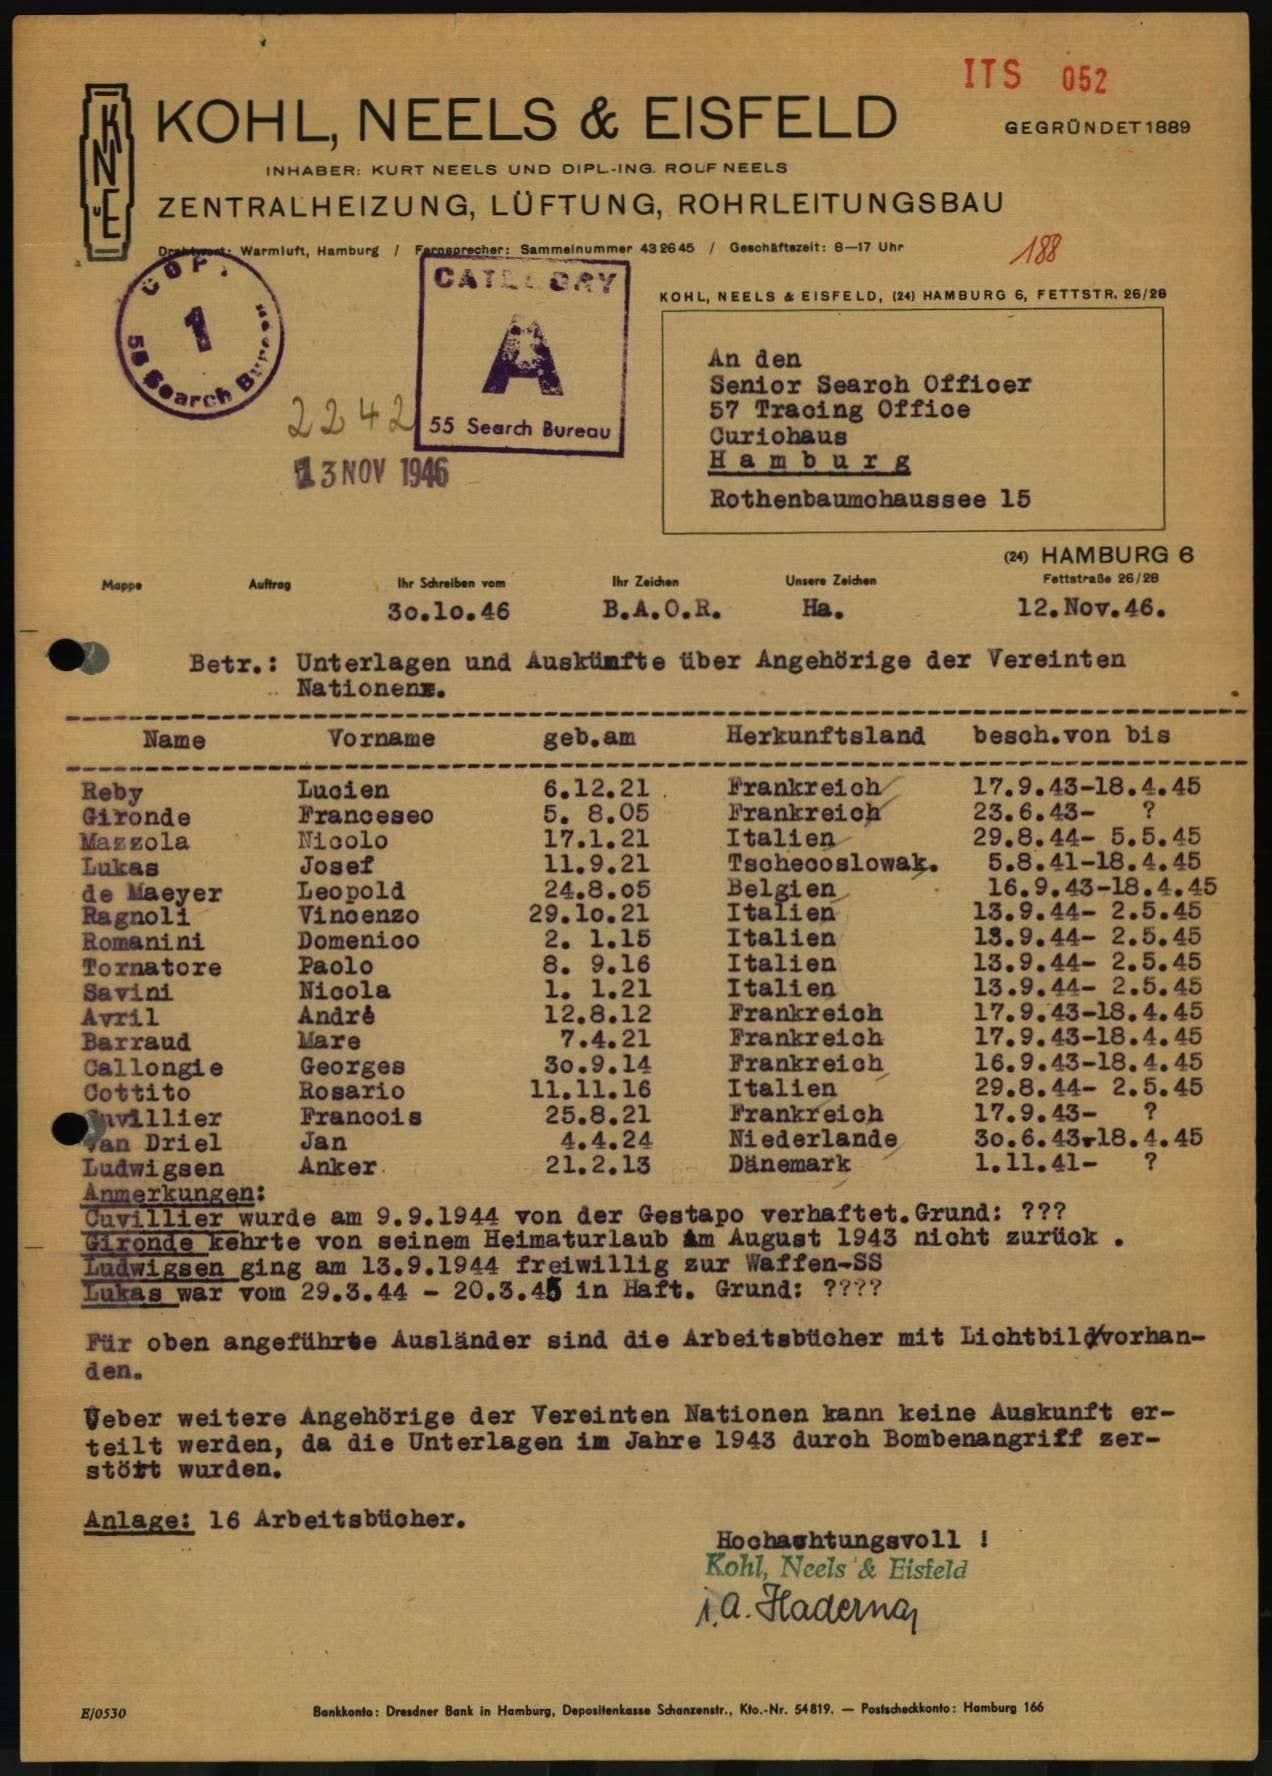 ITS 052
KNuE
KOHL, NEELS & EISFELD
GEGRÜNDET 1889
INHABER: KURT NEELS UND DIPL.-ING. ROLF NEELS
ZENTRALHEIZUNG, LÜFTUNG, ROHRLEITUNGSBAU
Drahtwort: Warmluft, Hamburg / Fernsprecher: Sammelnummer 43 26 45 / Geschäftszeit: 8—17 Uhr
188
COP. 1 55 Search Bureau
CATEGORY
A
55 Search Bureau
KOHL, NEELS & EISFELD, (24) HAMBURG 6, FETTSTR. 26/28
An den
Senior Search Officer
57 Tracing Office
Curiohaus
Hamburg
Rothenbaumchaussee 15
2242
13 NOV 1946
(24) HAMBURG 6
Fettstraße 26/28
Mappe Auftrag Ihr Schreiben vom Ihr Zeichen Unsere Zeichen
30.10.46 B.A.O.R. Ha. 12.Nov.46.
Betr.: Unterlagen und Auskünfte über Angehörige der Vereinten
Nationen.
Name Vorname geb.am Herkunftsland besch.von bis
Reby Lucien 6.12.21 Frankreich 17.9.43-18.4.45
Gironde Franceseo 5. 8.05 Frankreich 23.6.43- ?
Mazzola Nicolo 17.1.21 Italien 29.8.44- 5.5.45
Lukas Josef 11.9.21 Tschecoslowak. 5.8.41-18.4.45
de Maeyer Leopold 24.8.05 Belgien 16.9.43-18.4.45
Ragnoli Vincenzo 29.10.21 Italien 13.9.44- 2.5.45
Romanini Domenico 2. 1.15 Italien 13.9.44- 2.5.45
Tornatore Paolo 8. 9.16 Italien 13.9.44- 2.5.45
Savini Nicola 1. 1.21 Italien 13.9.44- 2.5.45
Avril Andrè 12.8.12 Frankreich 17.9.43-18.4.45
Barraud Mare 7.4.21 Frankreich 17.9.43-18.4.45
Callongie Georges 30.9.14 Frankreich 16.9.43-18.4.45
Cottito Rosario 11.11.16 Italien 29.8.44- 2.5.45
Cuvillier Francois 25.8.21 Frankreich 17.9.43- ?
van Driel Jan 4.4.24 Niederlande 30.6.43-18.4.45
Ludwigsen Anker 21.2.13 Dänemark 1.11.41- ?
Anmerkungen:
Cuvillier wurde am 9.9.1944 von der Gestapo verhaftet.Grund: ???
Gironde kehrte von seinem Heimaturlaub im August 1943 nicht zurück .
Ludwigsen ging am 13.9.1944 freiwillig zur Waffen-SS
Lukas war vom 29.3.44 - 20.3.45 in Haft. Grund: ????
Für oben angeführte Ausländer sind die Arbeitsbücher mit Lichtbild vorhan-
den.
Ueber weitere Angehörige der Vereinten Nationen kann keine Auskunft er-
teilt werden, da die Unterlagen im Jahre 1943 durch Bombenangriff zer-
stört wurden.
Anlage: 16 Arbeitsbücher.
Hochachtungsvoll !
Kohl, Neels & Eisfeld
i.A. Haderny
E/0530
Bankkonto: Dresdner Bank in Hamburg, Depositenkasse Schanzenstr., Kto.-Nr. 54819. — Postscheckkonto: Hamburg 166